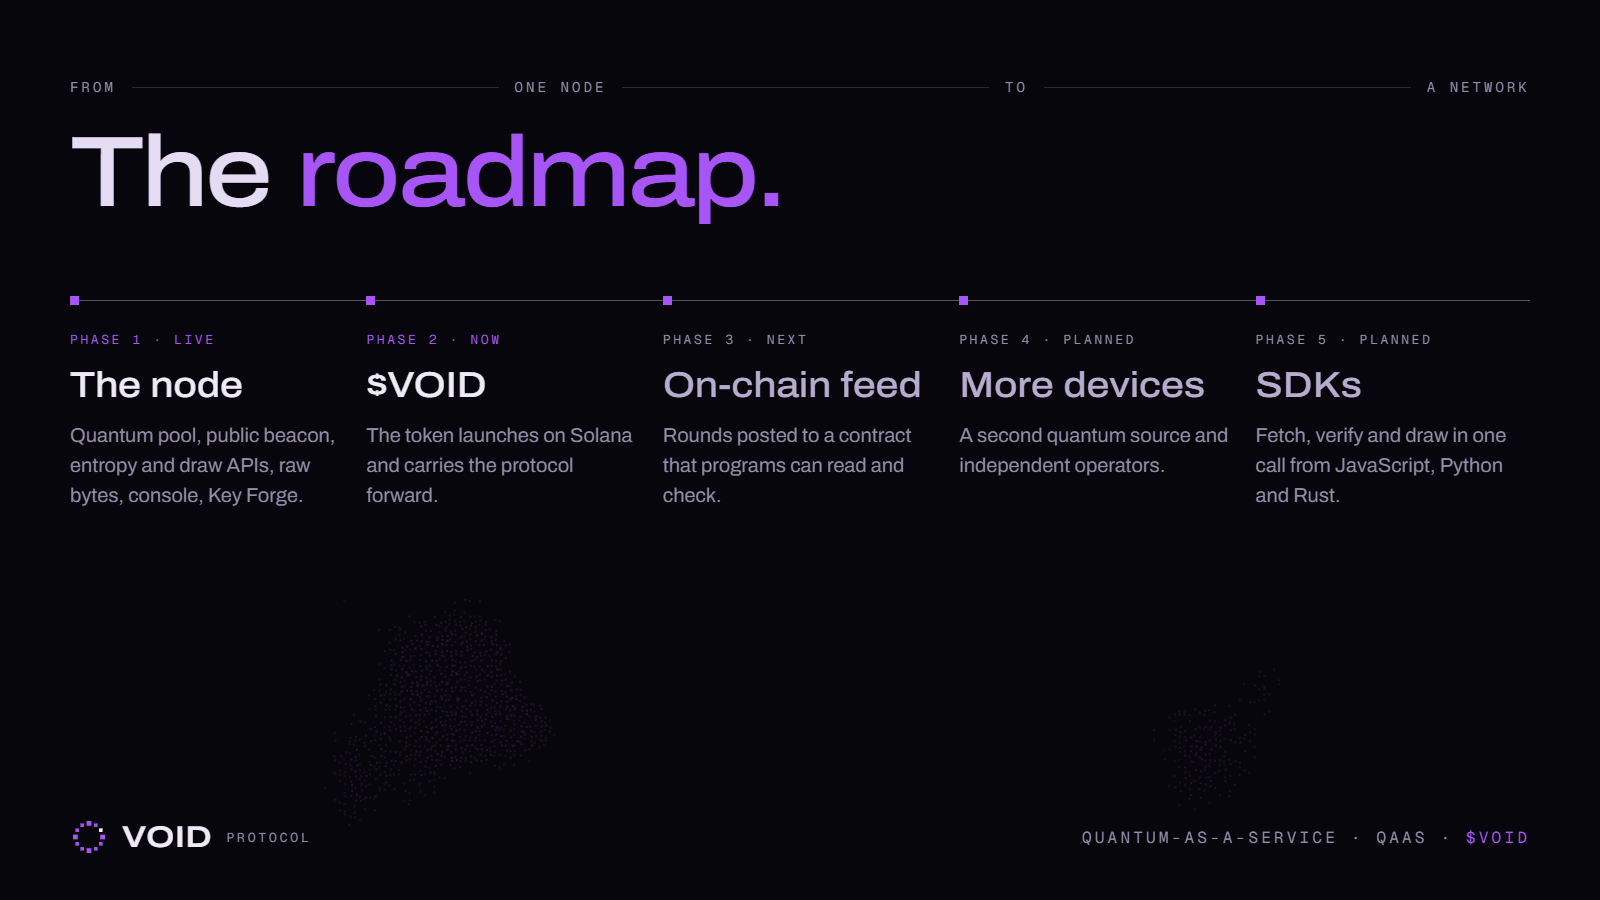 FROM ONE NODE TO A NETWORK
The roadmap.
PHASE 1 · LIVE
The node
Quantum pool, public beacon,
entropy and draw APIs, raw
bytes, console, Key Forge.
PHASE 2 · NOW
$VOID
The token launches on Solana
and carries the protocol
forward.
PHASE 3 · NEXT
On-chain feed
Rounds posted to a contract
that programs can read and
check.
PHASE 4 · PLANNED
More devices
A second quantum source and
independent operators.
PHASE 5 · PLANNED
SDKs
Fetch, verify and draw in one
call from JavaScript, Python
and Rust.
VOID PROTOCOL
QUANTUM-AS-A-SERVICE · QAAS · $VOID